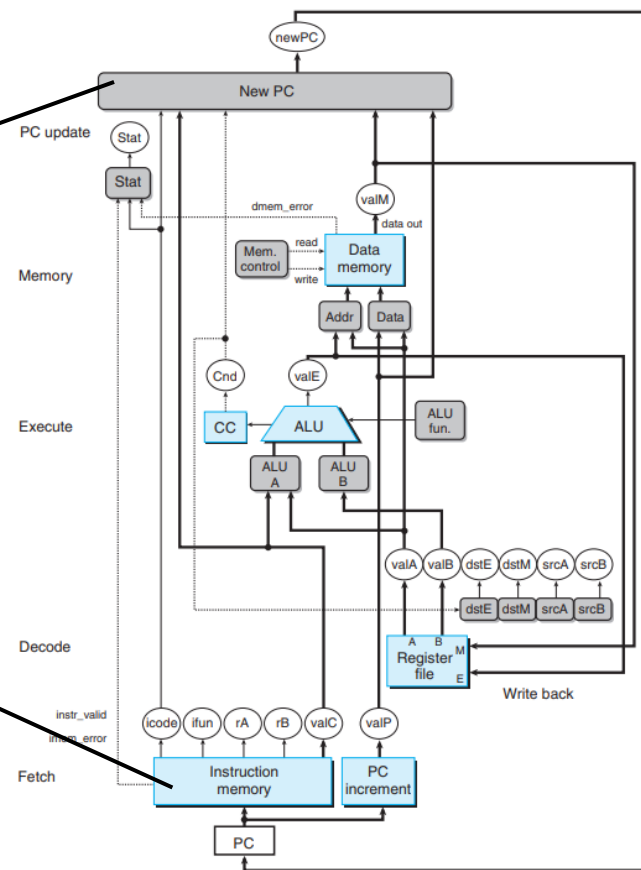 newPC
New PC
PC update
Stat
Stat
dmem_error
valM
data out
read
Mem.
control
write
Data
memory
Memory
Addr
Data
Cnd
valE
Execute
CC
ALU
ALU
fun.
ALU
A
ALU
B
valA
valB
dstE
dstM
srcA
srcB
dstE
dstM
srcA
srcB
Decode
A
B
M
Register
file
E
Write back
instr_valid
icode
ifun
rA
rB
valC
valP
imem_error
Fetch
Instruction
memory
PC
increment
PC